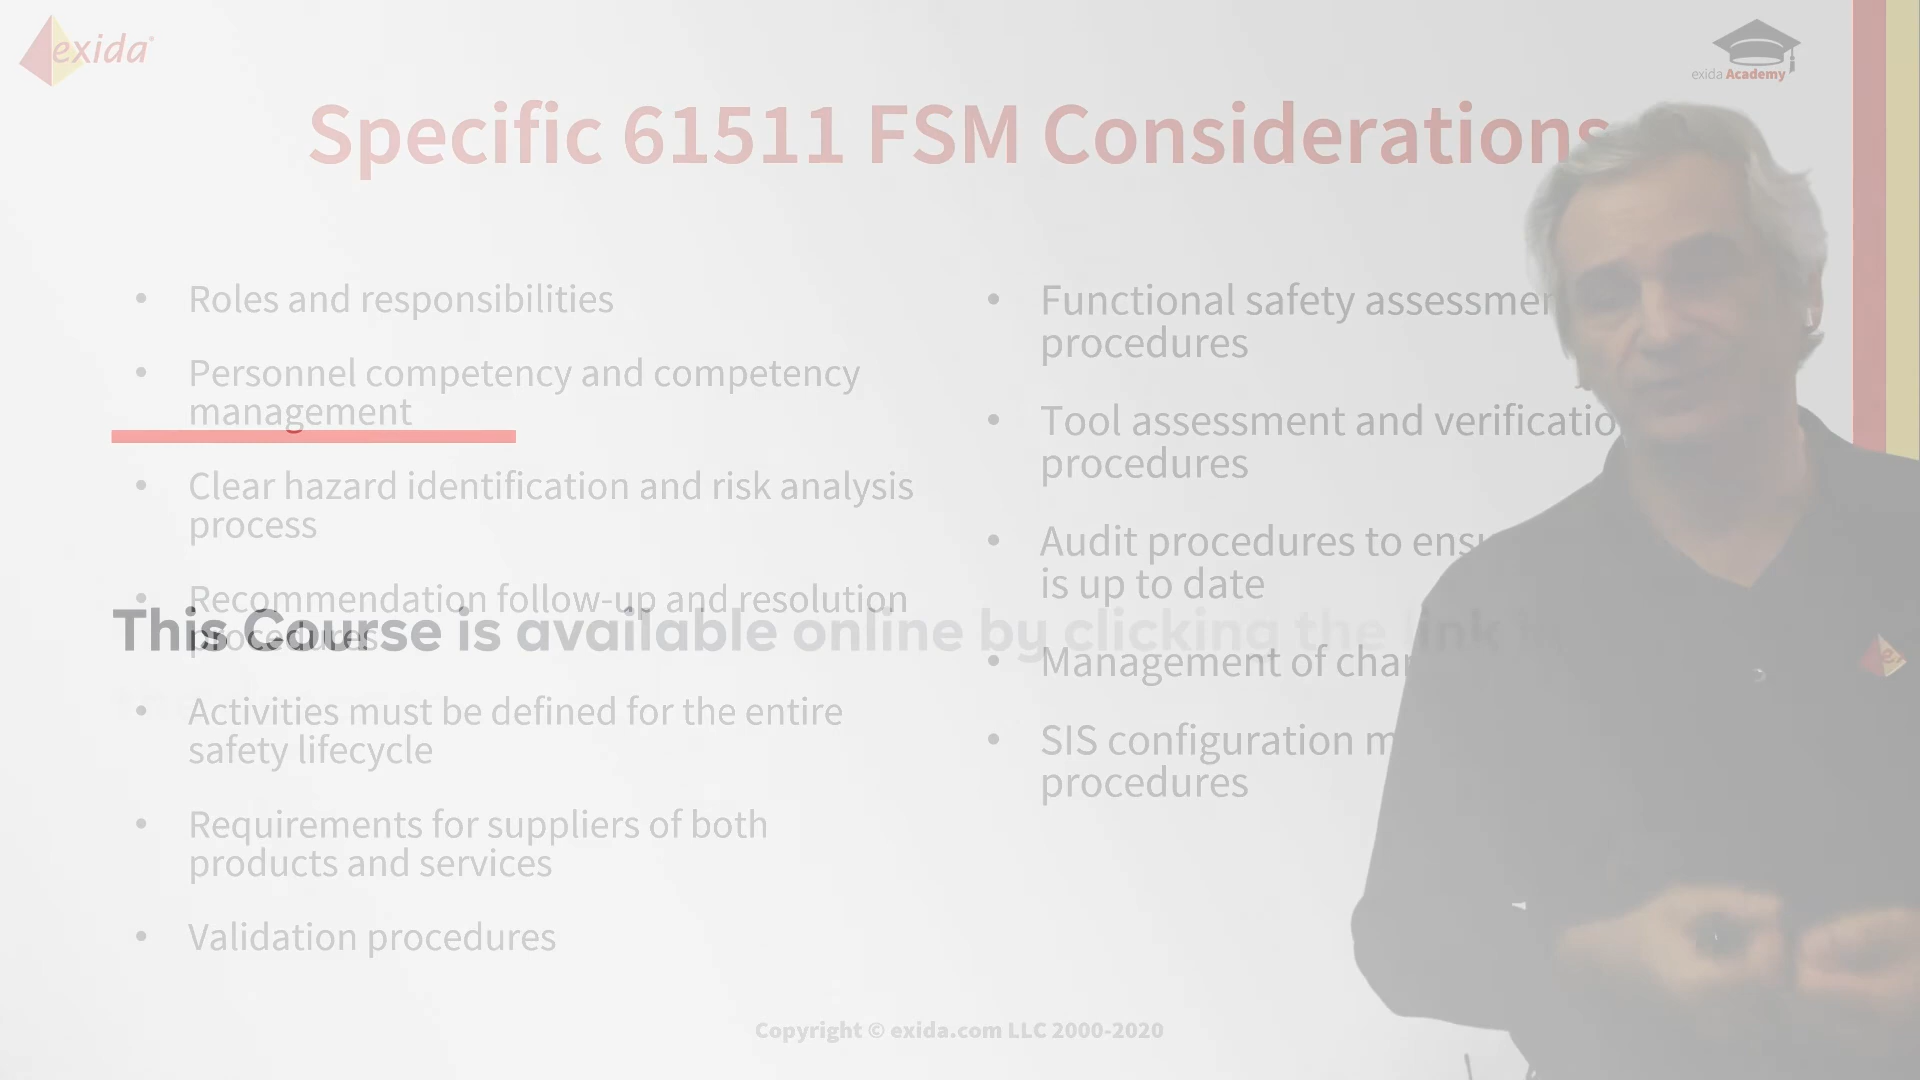 exida
exida Academy
Specific 61511 FSM Considerations
• Roles and responsibilities
• Personnel competency and competency
management
• Clear hazard identification and risk analysis
process
• Recommendation follow-up and resolution
procedures
• Activities must be defined for the entire
safety lifecycle
• Requirements for suppliers of both
products and services
• Validation procedures
• Functional safety
procedures
• Tool assessment and
procedures
• Audit procedures to
is up to date
• Management of
• SIS configuration
procedures
This Course is available online by clicking the link in
Copyright © exida.com LLC 2000-2020